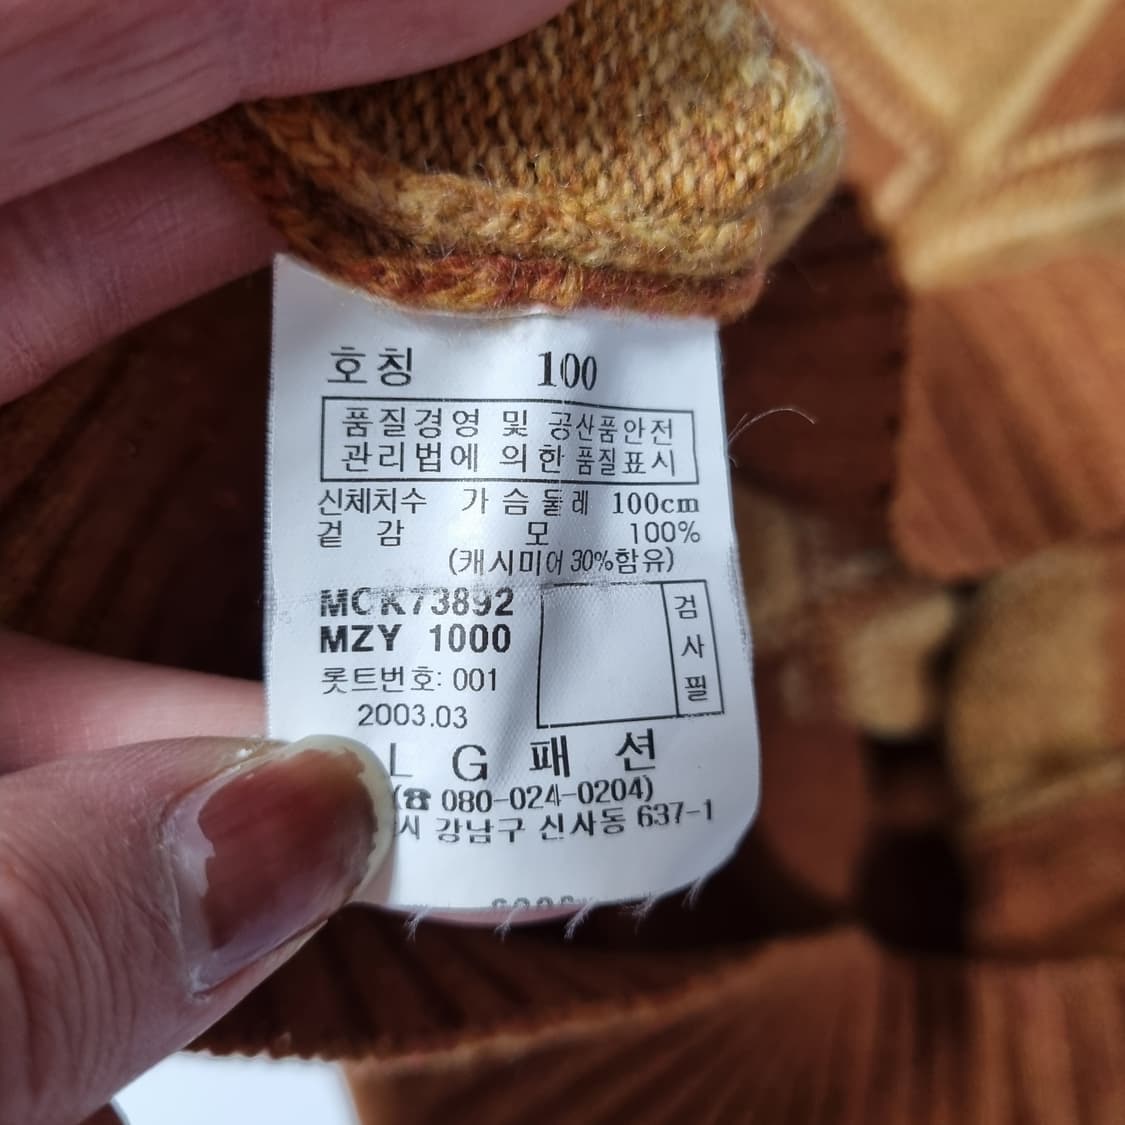 호칭 100
품질경영 및 공산품안전
관리법에 의한 품질표시
신체치수 가슴둘레 100cm
겉감 모 100%
(캐시미어 30%함유)
MCK73892
MZY 1000
롯트번호: 001
2003.03
검사필
LG패션
(☎ 080-024-0204)
시 강남구 신사동 637-1